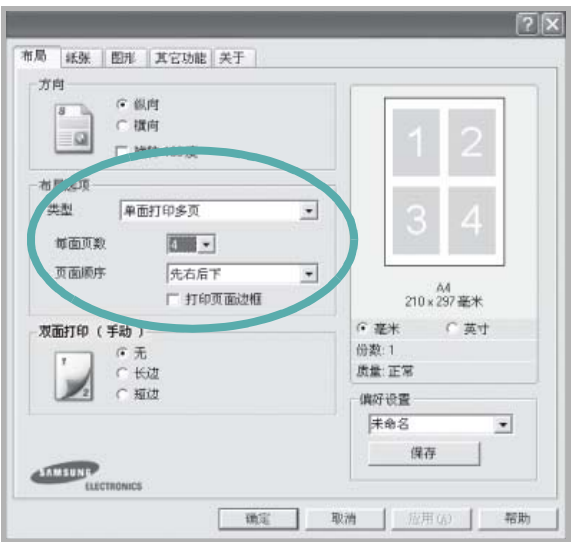 布局 纸张 图形 其它功能 关于
方向
纵向
横向
布局选项
类型 单面打印多页
每面页数 4
页面顺序 先右后下
打印页面边框
双面打印（手动）
无
长边
短边
1 2
3 4
A4
210 x 297 毫米
毫米 英寸
份数: 1
质量: 正常
偏好设置
未命名
保存
SAMSUNG
ELECTRONICS
确定 取消 应用(A) 帮助